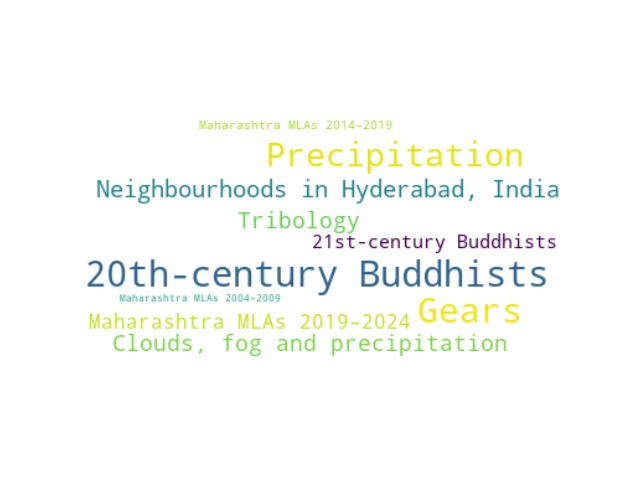 Maharashtra MLAs 2014–2019
Precipitation
Neighbourhoods in Hyderabad, India
Tribology
21st-century Buddhists
20th-century Buddhists
Maharashtra MLAs 2004–2009
Gears
Maharashtra MLAs 2019–2024
Clouds, fog and precipitation